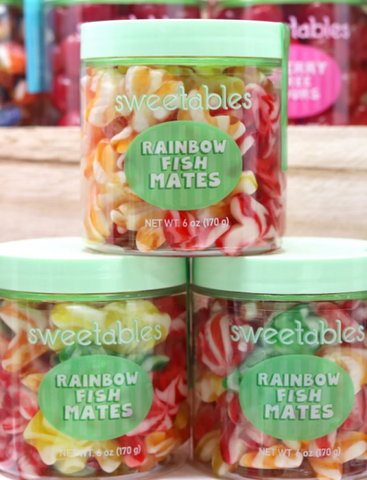 sweetables
RAINBOW
FISH
MATES
NET WT. 6 oz (170 g)
sweetables
RAINBOW
FISH
MATES
NET WT. 6 oz (170 g)
sweetables
RAINBOW
FISH
MATES
NET WT. 6 oz (170 g)